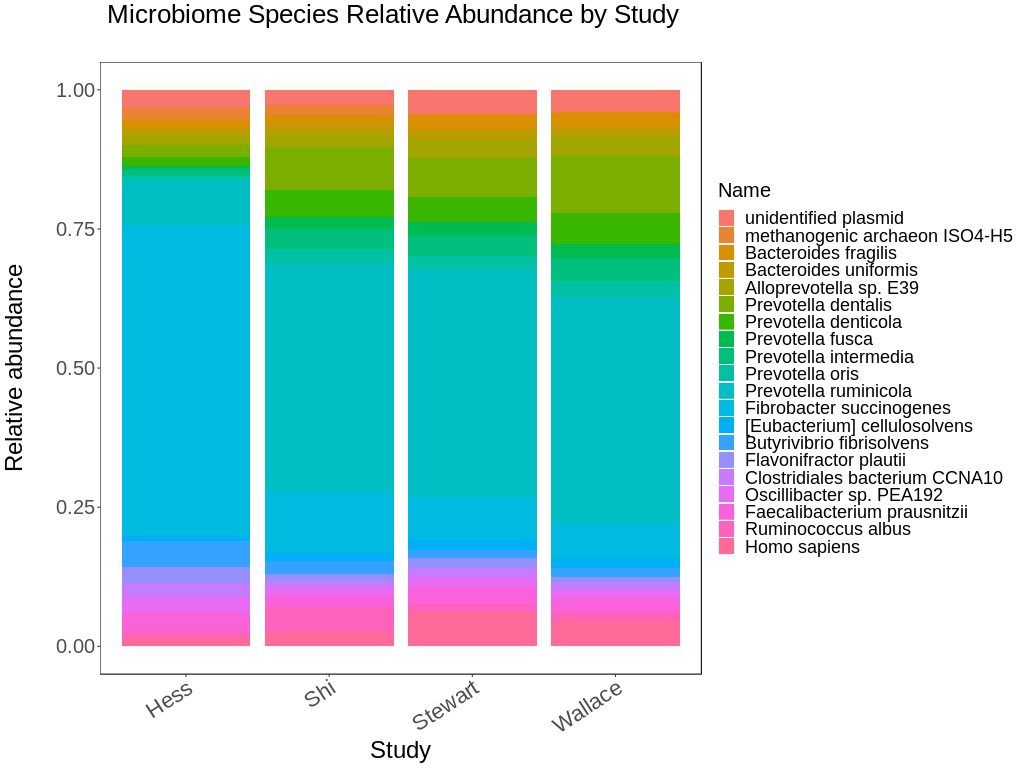 Microbiome Species Relative Abundance by Study
Relative abundance
1.00
0.75
0.50
0.25
0.00
Hess
Shi
Stewart
Wallace
Study
Name
unidentified plasmid
methanogenic archaeon ISO4-H5
Bacteroides fragilis
Bacteroides uniformis
Alloprevotella sp. E39
Prevotella dentalis
Prevotella denticola
Prevotella fusca
Prevotella intermedia
Prevotella oris
Prevotella ruminicola
Fibrobacter succinogenes
[Eubacterium] cellulosolvens
Butyrivibrio fibrisolvens
Flavonifractor plautii
Clostridiales bacterium CCNA10
Oscillibacter sp. PEA192
Faecalibacterium prausnitzii
Ruminococcus albus
Homo sapiens